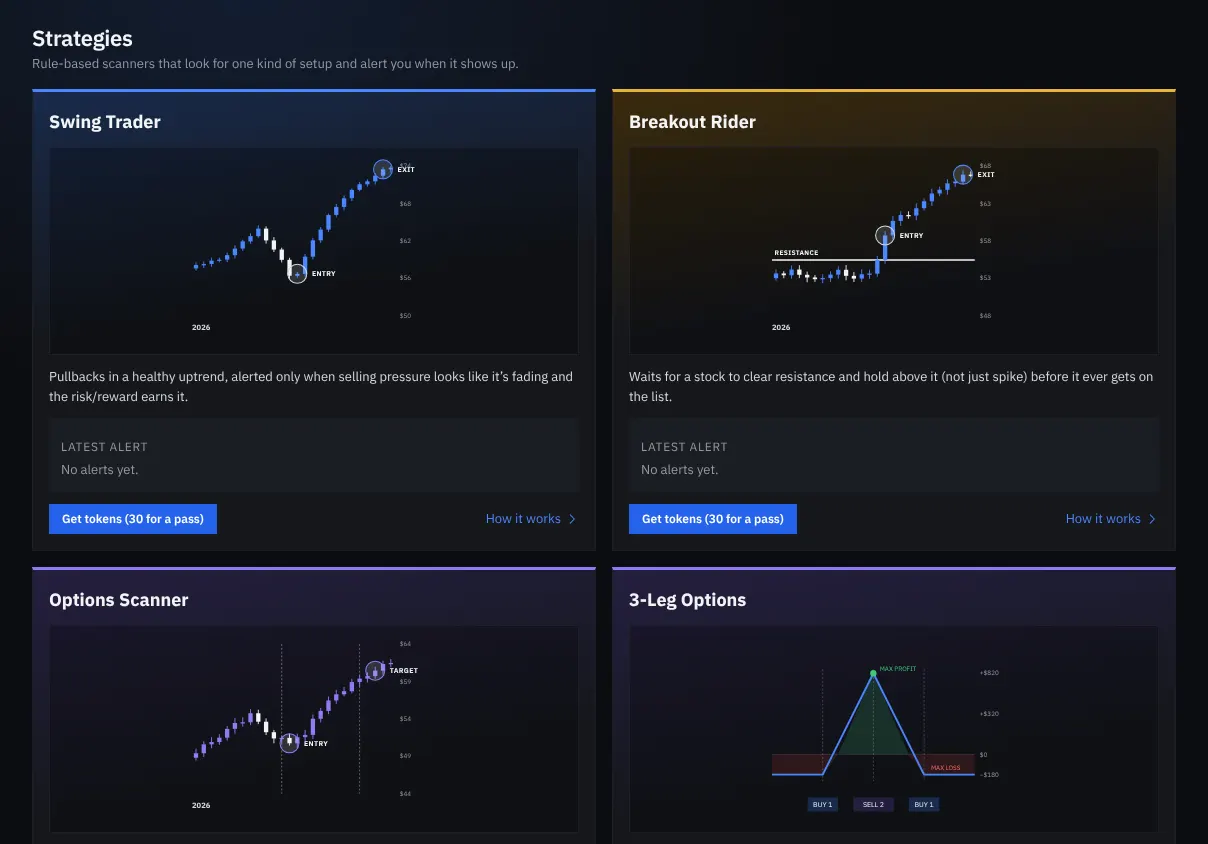 Strategies
Rule-based scanners that look for one kind of setup and alert you when it shows up.
Swing Trader
EXIT
$68
$62
ENTRY
$56
$50
2026
Pullbacks in a healthy uptrend, alerted only when selling pressure looks like it's fading and
the risk/reward earns it.
LATEST ALERT
No alerts yet.
Get tokens (30 for a pass)
How it works
Breakout Rider
$68
EXIT
$63
ENTRY
$58
RESISTANCE
$53
$48
2026
Waits for a stock to clear resistance and hold above it (not just spike) before it ever gets on
the list.
LATEST ALERT
No alerts yet.
Get tokens (30 for a pass)
How it works
Options Scanner
$64
TARGET
$59
$54
ENTRY
$49
$44
2026
3-Leg Options
MAX PROFIT
+$820
+$320
$0
MAX LOSS
-$180
BUY 1
SELL 2
BUY 1